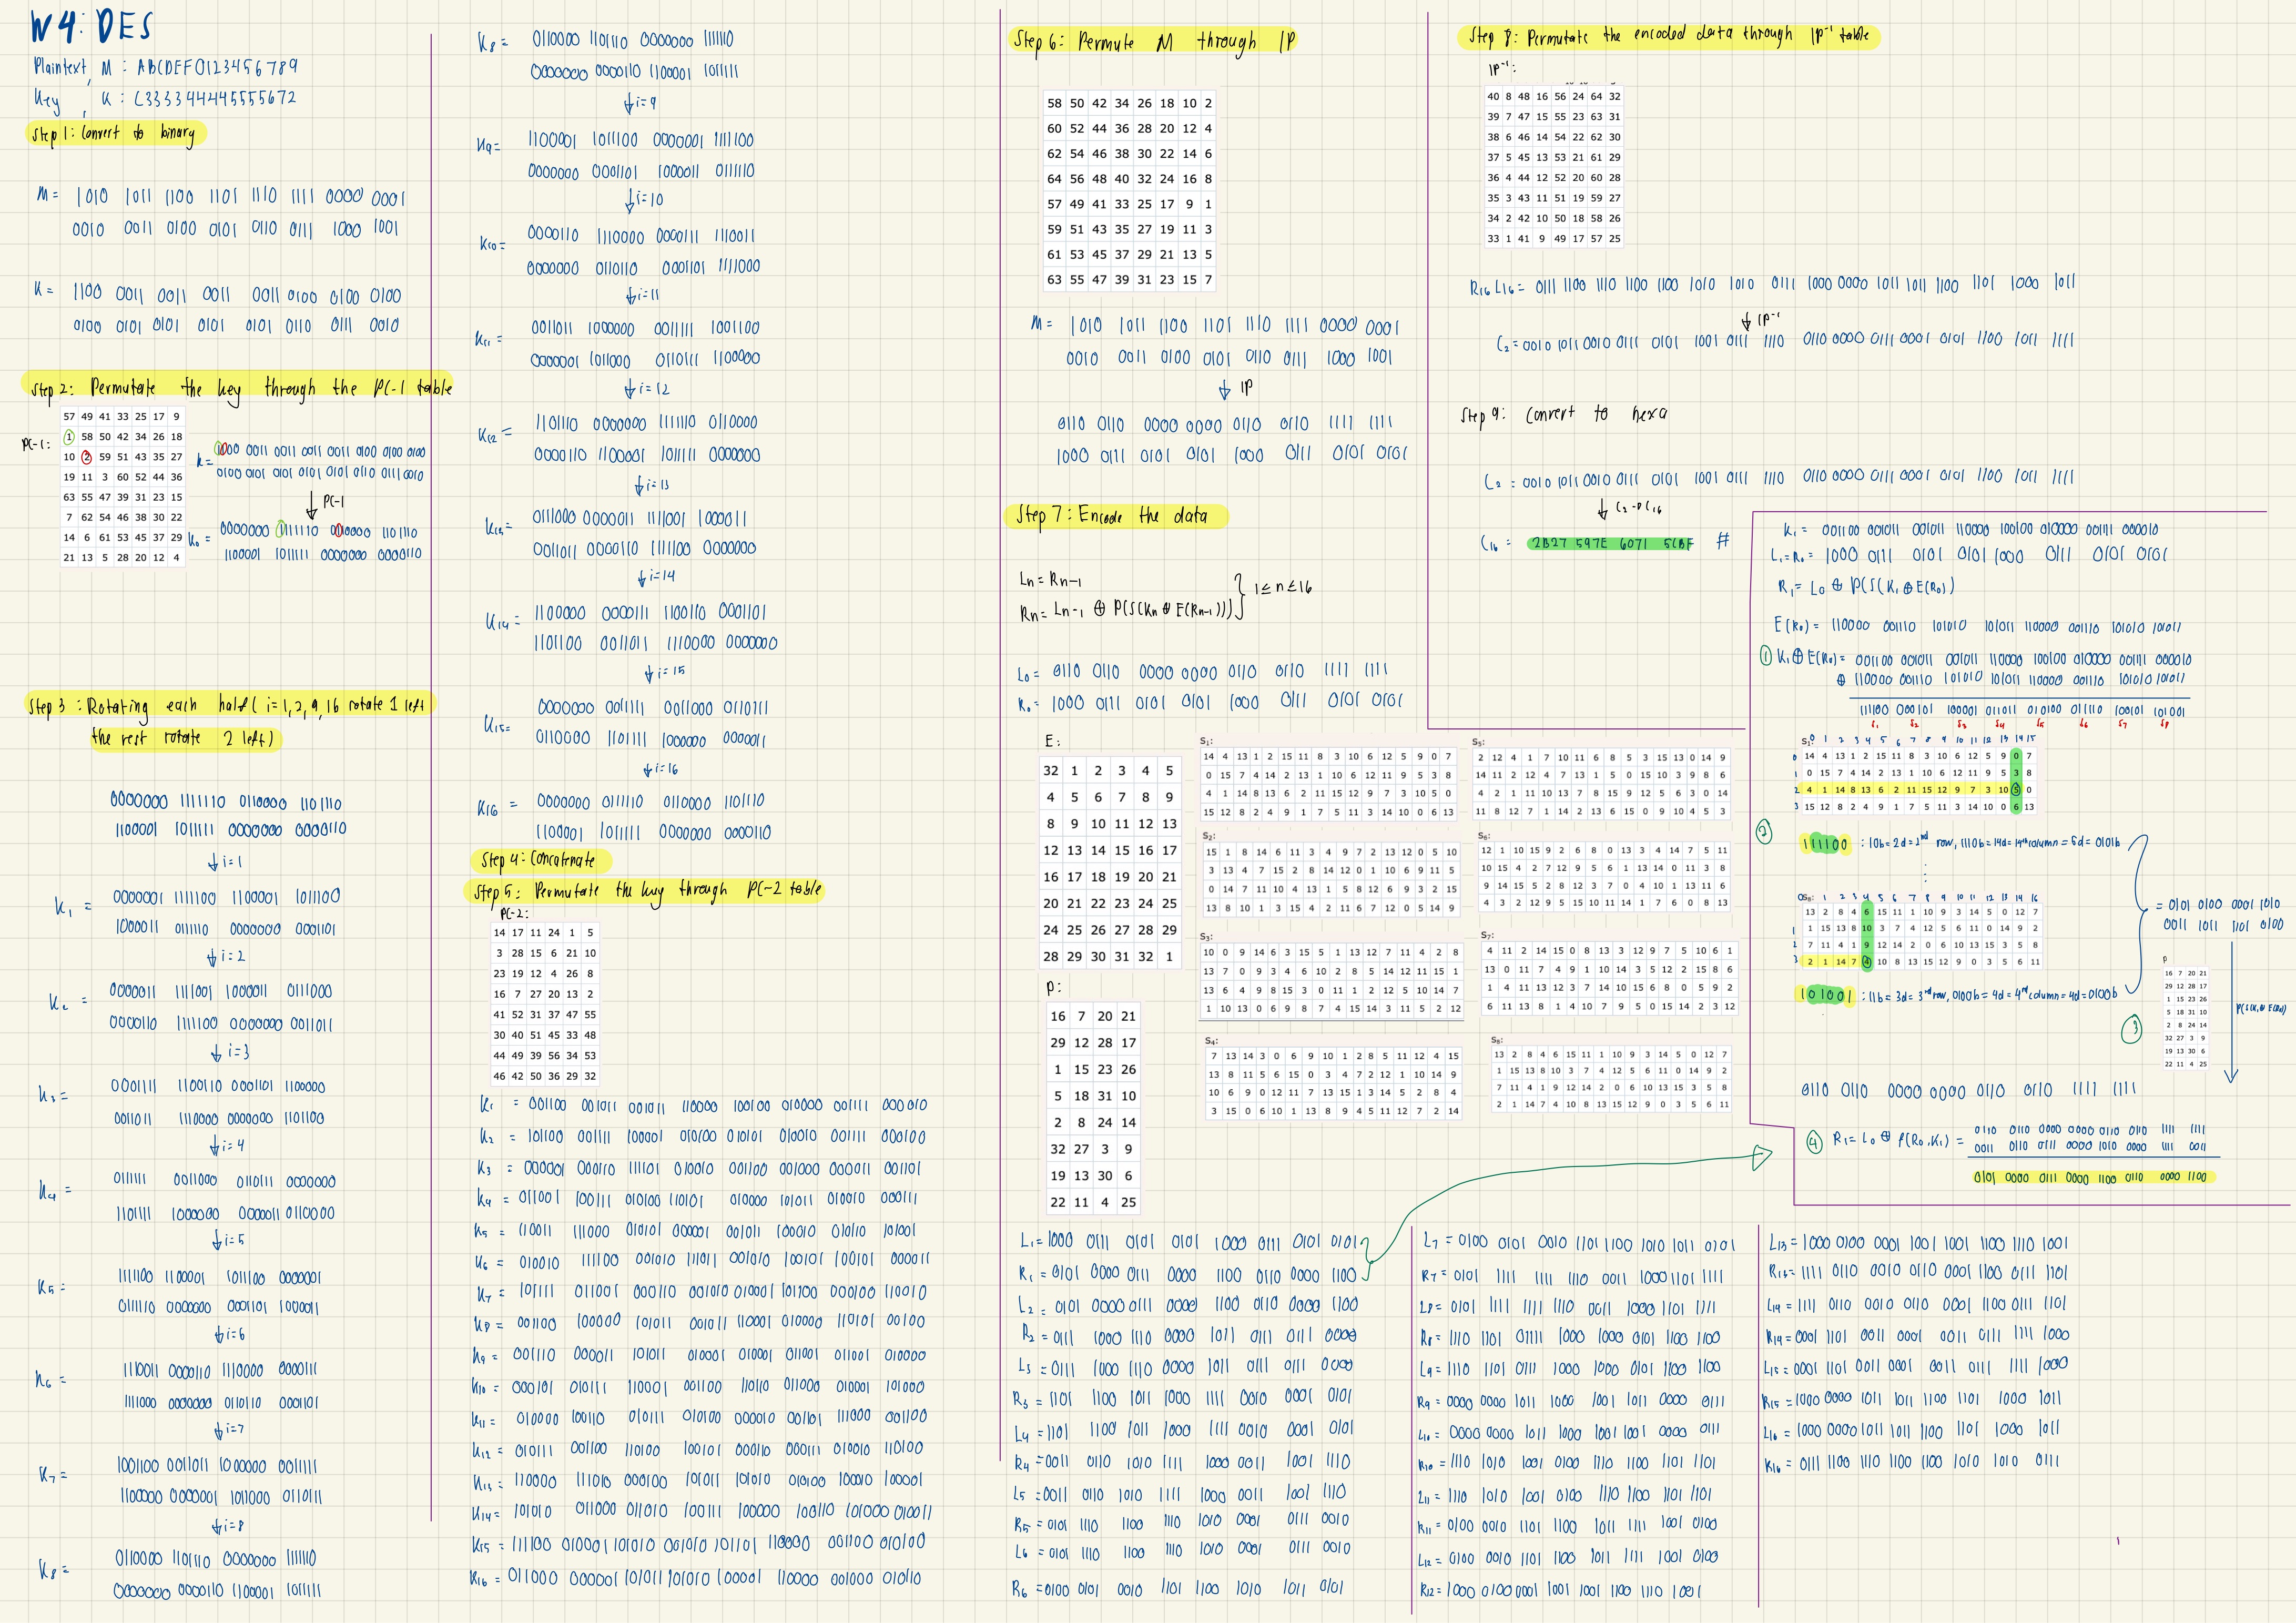 W4: DES
Plaintext, M : ABCDEF0123456789
Key, K : C333344445555672
Step 1: Convert to binary
M = 1010 1011 1100 1101 1110 1111 0000 0001
0010 0011 0100 0101 0110 0111 1000 1001
K = 1100 0011 0011 0011 0011 0100 0100 0100
0100 0101 0101 0101 0101 0110 0111 0010
Step 2: Permutate the key through the PC-1 table
PC-1:
57 49 41 33 25 17 9
1 58 50 42 34 26 18
10 2 59 51 43 35 27
19 11 3 60 52 44 36
63 55 47 39 31 23 15
7 62 54 46 38 30 22
14 6 61 53 45 37 29
21 13 5 28 20 12 4
0100 0101 0101 0101 0101 0110 0111 0010
PC-1
K0 = 0000000 1111110 0110000 1101110
1100001 1011111 0000000 0000110
Step 3: Rotating each half (i=1,2,9,16 rotate 1 left
the rest rotate 2 left)
0000000 1111110 0110000 1101110
1100001 1011111 0000000 0000110
i=1
K1 = 0000001 1111100 1100001 1011100
1000011 011110 0000000 0001101
i=2
K2 = 0000011 1111001 1000011 0111000
0000110 1111100 0000000 0011011
i=3
K3 = 0001111 1100110 0001101 1100000
0011011 1110000 0000000 1101100
i=4
K4 = 0111111 0011000 0110111 0000000
1101111 1000000 0000011 0110000
i=5
K5 = 1111100 1100001 1011100 0000001
0111110 0000000 0001101 1000011
i=6
K6 = 1110011 0000110 1110000 0000111
1111000 0000000 0110110 0001101
i=7
K7 = 1001100 0011011 1000000 0011111
1100000 0000001 1011000 0110111
i=8
K8 = 0110000 1101110 0000000 1111110
0000000 0000110 1100001 1011111
K8 = 0110000 1101110 0000000 1111110
0000000 0000110 1100001 1011111
i=9
K9 = 1100001 1011100 0000001 1111100
0000000 0001101 1000011 0111110
i=10
K10 = 0000110 1110000 0000111 1110011
0000000 0110110 0001101 1111000
i=11
K11 = 0011011 1000000 0011111 1001100
0000001 1011000 0110111 1100000
i=12
K12 = 1101110 0000000 1111110 0110000
0000110 1100001 1011111 0000000
i=13
K13 = 0111000 0000011 1111001 1000011
0011011 0000110 1111100 0000000
i=14
K14 = 1100000 0000111 1100110 0001101
1101100 0011011 1110000 0000000
i=15
K15 = 0000000 0011111 0011000 0110111
0110000 1101111 1000000 0000011
i=16
K16 = 0000000 011110 0110000 1101110
1100001 1011111 0000000 0000110
Step 4: Concatenate
Step 5: Permutate the key through PC-2 table
PC-2:
14 17 11 24 1 5
3 28 15 6 21 10
23 19 12 4 26 8
16 7 27 20 13 2
41 52 31 37 47 55
30 40 51 45 33 48
44 49 39 56 34 53
46 42 50 36 29 32
K1 = 001100 001011 001011 110000 100100 010000 001111 000010
K2 = 101100 001111 100001 010100 010101 010010 001111 000100
K3 = 000001 000110 111101 010010 001100 001000 000011 001101
K4 = 011001 100111 010100 110101 010000 101011 010010 000111
K5 = 110011 111000 010101 000001 001011 100010 010110 101001
K6 = 010010 111100 001010 111011 001010 100101 100101 000011
K7 = 101111 011001 000110 001010 010001 101100 000100 110010
K8 = 001100 100000 101011 001011 110001 010000 110101 00100
K9 = 001110 000011 101011 010001 010001 011001 011001 010000
K10 = 000101 010111 110001 001100 110110 011000 010001 101000
K11 = 010000 100110 010111 010100 000010 001101 111000 001100
K12 = 010111 001100 110100 100101 000110 000111 010010 110100
K13 = 110000 111010 000100 101011 101010 010100 100010 100001
K14 = 101010 011000 011010 100111 100000 100110 101000 010011
K15 = 111100 010001 101010 001010 101101 110000 001100 010100
K16 = 011000 000001 101011 101010 100001 110000 001000 010110
Step 6: Permute M through IP
58 50 42 34 26 18 10 2
60 52 44 36 28 20 12 4
62 54 46 38 30 22 14 6
64 56 48 40 32 24 16 8
57 49 41 33 25 17 9 1
59 51 43 35 27 19 11 3
61 53 45 37 29 21 13 5
63 55 47 39 31 23 15 7
M = 1010 1011 1100 1101 1110 1111 0000 0001
0010 0011 0100 0101 0110 0111 1000 1001
IP
0110 0110 0000 0000 0110 0110 1111 1111
1000 0111 0101 0101 1000 0111 0101 0101
Step 7: Encode the data
Ln = Rn-1
Rn = Ln-1 ⊕ P(S(Kn ⊕ E(Rn-1))) } 1 ≤ n ≤ 16
L0 = 0110 0110 0000 0000 0110 0110 1111 1111
R0 = 1000 0111 0101 0101 1000 0111 0101 0101
E:
32 1 2 3 4 5
4 5 6 7 8 9
8 9 10 11 12 13
12 13 14 15 16 17
16 17 18 19 20 21
20 21 22 23 24 25
24 25 26 27 28 29
28 29 30 31 32 1
P:
16 7 20 21
29 12 28 17
1 15 23 26
5 18 31 10
2 8 24 14
32 27 3 9
19 13 30 6
22 11 4 25
S1:
14 4 13 1 2 15 11 8 3 10 6 12 5 9 0 7
0 15 7 4 14 2 13 1 10 6 12 11 9 5 3 8
4 1 14 8 13 6 2 11 15 12 9 7 3 10 5 0
15 12 8 2 4 9 1 7 5 11 3 14 10 0 6 13
S2:
15 1 8 14 6 11 3 4 9 7 2 13 12 0 5 10
3 13 4 7 15 2 8 14 12 0 1 10 6 9 11 5
0 14 7 11 10 4 13 1 5 8 12 6 9 3 2 15
13 8 10 1 3 15 4 2 11 6 7 12 0 5 14 9
S3:
10 0 9 14 6 3 15 5 1 13 12 7 11 4 2 8
13 7 0 9 3 4 6 10 2 8 5 14 12 11 15 1
13 6 4 9 8 15 3 0 11 1 2 12 5 10 14 7
1 10 13 0 6 9 8 7 4 15 14 3 11 5 2 12
S4:
7 13 14 3 0 6 9 10 1 2 8 5 11 12 4 15
13 8 11 5 6 15 0 3 4 7 2 12 1 10 14 9
10 6 9 0 12 11 7 13 15 1 3 14 5 2 8 4
3 15 0 6 10 1 13 8 9 4 5 11 12 7 2 14
S5:
2 12 4 1 7 10 11 6 8 5 3 15 13 0 14 9
14 11 2 12 4 7 13 1 5 0 15 10 3 9 8 6
4 2 1 11 10 13 7 8 15 9 12 5 6 3 0 14
11 8 12 7 1 14 2 13 6 15 0 9 10 4 5 3
S6:
12 1 10 15 9 2 6 8 0 13 3 4 14 7 5 11
10 15 4 2 7 12 9 5 6 1 13 14 0 11 3 8
9 14 15 5 2 8 12 3 7 0 4 10 1 13 11 6
4 3 2 12 9 5 15 10 11 14 1 7 6 0 8 13
S7:
4 11 2 14 15 0 8 13 3 12 9 7 5 10 6 1
13 0 11 7 4 9 1 10 14 3 5 12 2 15 8 6
1 4 11 13 12 3 7 14 10 15 6 8 0 5 9 2
6 11 13 8 1 4 10 7 9 5 0 15 14 2 3 12
S8:
13 2 8 4 6 15 11 1 10 9 3 14 5 0 12 7
1 15 13 8 10 3 7 4 12 5 6 11 0 14 9 2
7 11 4 1 9 12 14 2 0 6 10 13 15 3 5 8
2 1 14 7 4 10 8 13 15 12 9 0 3 5 6 11
L1 = 1000 0111 0101 0101 1000 0111 0101 0101
R1 = 0101 0000 0111 0000 1100 0110 0000 1100
L2 = 0101 0000 0111 0000 1100 0110 0000 1100
R2 = 0111 1000 1110 0000 1011 0111 0111 0000
L3 = 0111 1000 1110 0000 1011 0111 0111 0000
R3 = 1101 1100 1011 1000 1111 0010 0001 0101
L4 = 1101 1100 1011 1000 1111 0010 0001 0101
R4 = 0011 0110 1010 1111 1000 0011 1001 1110
L5 = 0011 0110 1010 1111 1000 0011 1001 1110
R5 = 0101 1110 1100 1110 1010 0001 0111 0010
L6 = 0101 1110 1100 1110 1010 0001 0111 0010
R6 = 0100 0101 0010 1101 1100 1010 1011 0101
L7 = 0100 0101 0010 1101 1100 1010 1011 0101
R7 = 0101 1111 1111 1110 0011 1000 1101 1111
L8 = 0101 1111 1111 1110 0011 1000 1101 1111
R8 = 1110 1101 01111 1000 1000 0101 1100 1100
L9 = 1110 1101 0111 1000 1000 0101 1100 1100
R9 = 0000 0000 1011 1000 1001 1011 0000 0111
L10 = 0000 0000 1011 1000 1001 1001 0000 0111
R10 = 1110 1010 1001 0100 1110 1100 1101 1101
L11 = 1110 1010 1001 0100 1110 1100 1101 1101
R11 = 0100 0010 1101 1100 1011 1111 1001 0100
L12 = 0100 0010 1101 1100 1011 1111 1001 0100
R12 = 1000 0100 0001 1001 1001 1100 1110 1001
L13 = 1000 0100 0001 1001 1001 1100 1110 1001
R13 = 1111 0110 0010 0110 0001 1100 0111 1101
L14 = 1111 0110 0010 0110 0001 1100 0111 1101
R14 = 0001 1101 0011 0001 0011 0111 1111 1000
L15 = 0001 1101 0011 0001 0011 0111 1111 1000
R15 = 1000 0000 1011 1011 1100 1101 1000 1011
L16 = 1000 0000 1011 1011 1100 1101 1000 1011
R16 = 0111 1100 1110 1100 1100 1010 1010 0111
Step 8: Permutate the encoded data through IP-1 table
IP-1:
40 8 48 16 56 24 64 32
39 7 47 15 55 23 63 31
38 6 46 14 54 22 62 30
37 5 45 13 53 21 61 29
36 4 44 12 52 20 60 28
35 3 43 11 51 19 59 27
34 2 42 10 50 18 58 26
33 1 41 9 49 17 57 25
R16 L16 = 0111 1100 1110 1100 1100 1010 1010 0111 1000 0000 1011 1011 1100 1101 1000 1011
IP-1
C2 = 0010 1011 0010 0111 0101 1001 0111 1110 0110 0000 0111 0001 0101 1100 1011 1111
Step 9: Convert to hexa
C2 = 0010 1011 0010 0111 0101 1001 0111 1110 0110 0000 0111 0001 0101 1100 1011 1111
C2 → C16
C16 = 2B27 597E 6071 5CBF #
K1 = 001100 001011 001011 110000 100100 010000 001111 000010
L1 = R0 = 1000 0111 0101 0101 1000 0111 0101 0101
R1 = L0 ⊕ P(S(K1 ⊕ E(R0))
E(R0) = 110000 001110 101010 101011 110000 001110 101010 101011
① K1 ⊕ E(R0) = 001100 001011 001011 110000 100100 010000 001111 000010
⊕ 110000 001110 101010 101011 110000 001110 101010 101011
111100 000101 100001 011011 010100 011110 100101 101001
S1 S2 S3 S4 S5 S6 S7 S8
②
S1: 0 1 2 3 4 5 6 7 8 9 10 11 12 13 14 15
0 14 4 13 1 2 15 11 8 3 10 6 12 5 9 0 7
1 0 15 7 4 14 2 13 1 10 6 12 11 9 5 3 8
2 4 1 14 8 13 6 2 11 15 12 9 7 3 10 5 0
3 15 12 8 2 4 9 1 7 5 11 3 14 10 0 6 13
111100 : 10b = 2d = 2nd row, 1110b = 14d = 14th column = 5d = 0101b
S8: 1 2 3 4 5 6 7 8 9 10 11 12 13 14 16
13 2 8 4 6 15 11 1 10 9 3 14 5 0 12 7
1 1 15 13 8 10 3 7 4 12 5 6 11 0 14 9 2
2 7 11 4 1 9 12 14 2 0 6 10 13 15 3 5 8
3 2 1 14 7 4 10 8 13 15 12 9 0 3 5 6 11
101001 : 11b = 3d = 3rd row, 0100b = 4d = 4rd column = 4d = 0100b
= 0101 0100 0001 1010
0011 1011 1101 0100
③
P
16 7 20 21
29 12 28 17
1 15 23 26
5 18 31 10
2 8 24 14
32 27 3 9
19 13 30 6
22 11 4 25
0110 0110 0000 0000 0110 0110 1111 1111
④ R1 = L0 ⊕ P(R0, K1) = 0110 0110 0000 0000 0110 0110 1111 1111
0011 0110 0111 0000 1010 0000 1111 0011
0101 0000 0111 0000 1100 0110 0000 1100